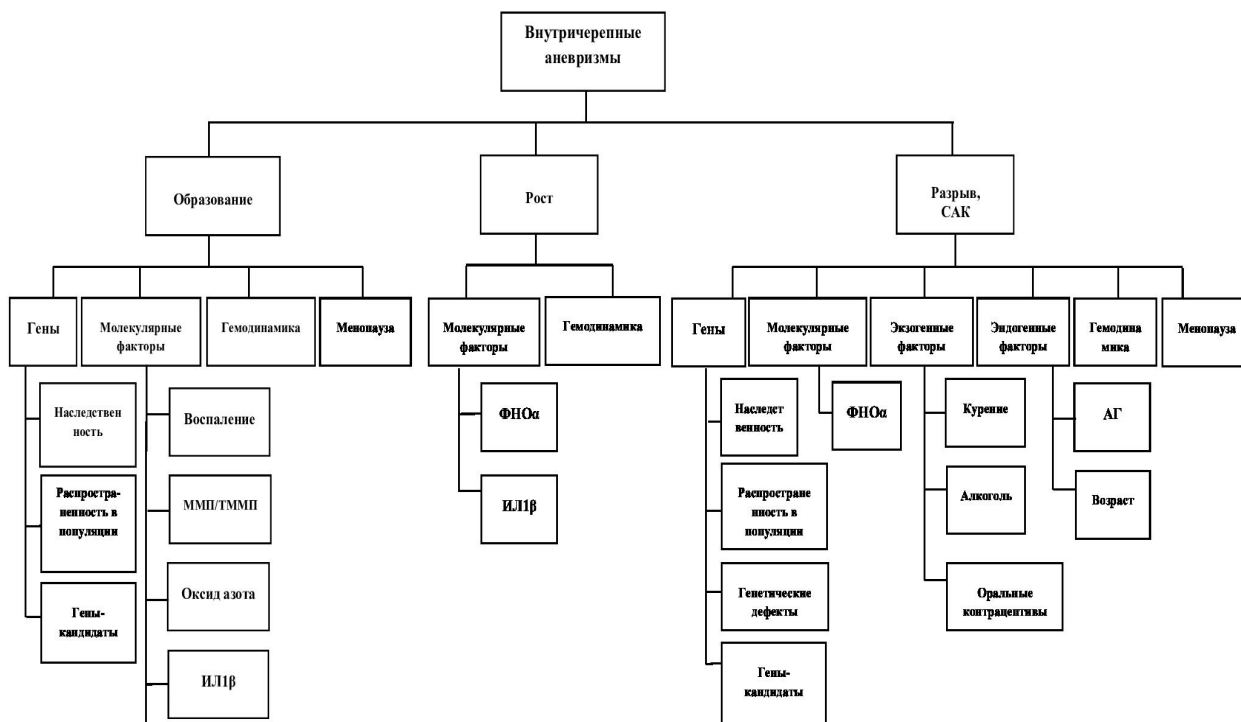 Внутричерепные
аневризмы
Образование
Рост
Разрыв,
САК
Гены
Молекулярные
факторы
Гемодинамика
Менопауза
Молекулярные
факторы
Гемодинамика
Гены
Молекулярные
факторы
Экзогенные
факторы
Эндогенные
факторы
Гемодина
мика
Менопауза
Наследствен
ность
Распростра-
ненность в
популяции
Гены-
кандидаты
Воспаление
ММП/ТММП
Оксид азота
ИЛ1β
ФНОα
ИЛ1β
Наследст
венность
Распростране
нность в
популяции
Генетические
дефекты
Гены-
кандидаты
ФНОα
Курение
Алкоголь
Оральные
контрацептивы
АГ
Возраст